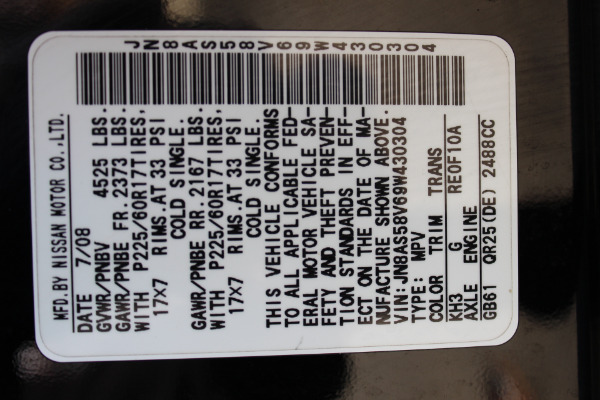 MFD.BY NISSAN MOTOR CO.,LTD.
DATE 7/08
GVWR/PNBV 4525 LBS.
GAWR/PNBE FR.2373 LBS.
WITH P225/60R17TIRES,
17X7 RIMS.AT 33 PSI
COLD SINGLE.
GAWR/PNBE RR.2167 LBS.
WITH P225/60R17TIRES,
17X7 RIMS.AT 33 PSI
COLD SINGLE.
THIS VEHICLE CONFORMS
TO ALL APPLICABLE FED-
ERAL MOTOR VEHICLE SA-
FETY AND THEFT PREVEN-
TION STANDARDS IN EFF-
ECT ON THE DATE OF MA-
NUFACTURE SHOWN ABOVE.
VIN:JN8AS58V69W430304
TYPE: MPV
COLOR TRIM TRANS
KH3 G RE0F10A
AXLE ENGINE
GB61 QR25(DE) 2488CC
JN8AS58V69W430304